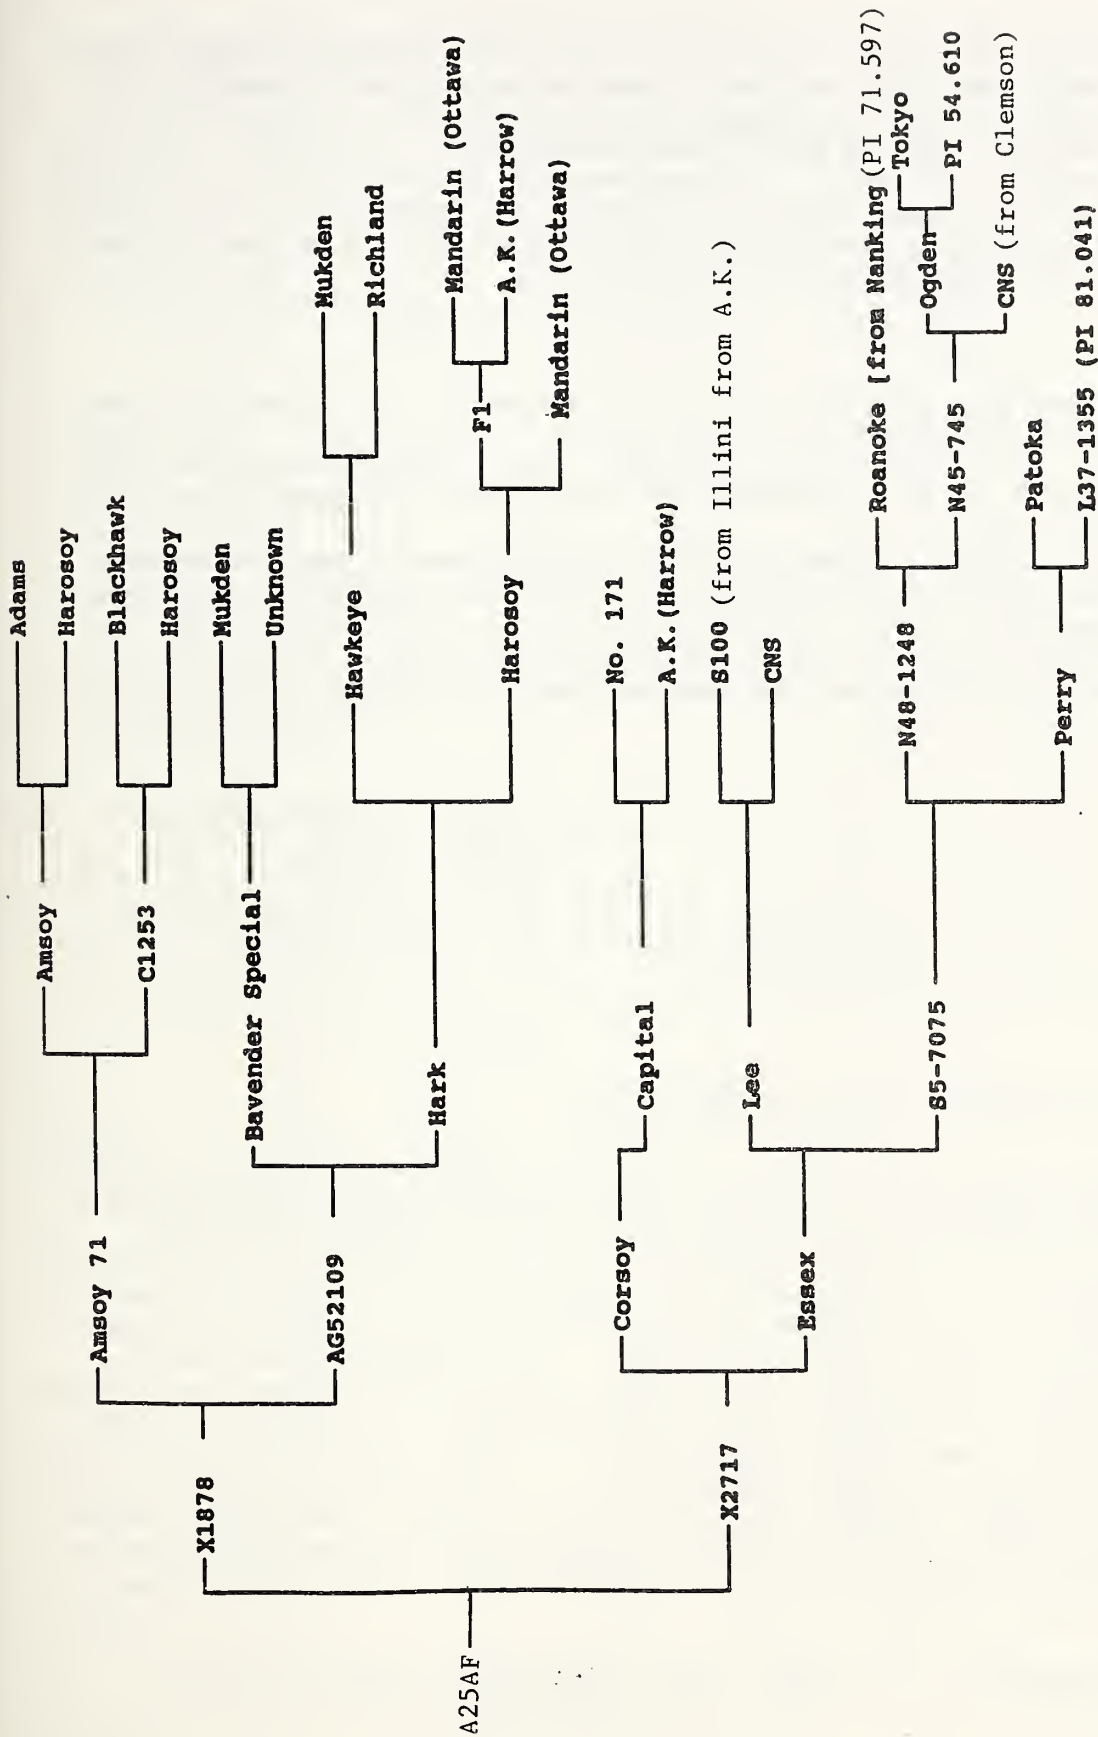 Adams
Amsoy
Harosoy
Amsoy 71
Blackhawk
C1253
Harosoy
X1878
Mukden
Bavender Special
Unknown
AG52109
Mukden
Hawkeye
Richland
Hark
Mandarin (Ottawa)
F1
A.K.(Harrow)
Harosoy
Mandarin (Ottawa)
A25AF
No. 171
Corsoy
Capital
A.K.(Harrow)
X2717
S100 (from Illini from A.K.)
Lee
CNS
Essex
Roanoke [from Nanking (PI 71.597)
N48-1248
Tokyo
Ogden
PI 54.610
N45-745
CNS (from Clemson)
S5-7075
Patoka
Perry
L37-1355 (PI 81.041)